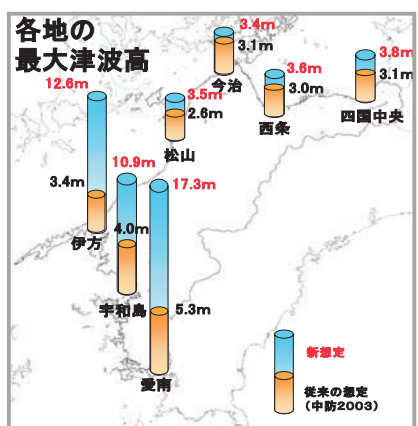 各地の
最大津波高
3.4m
3.1m
今治
3.6m
3.0m
西条
3.8m
3.1m
四国中央
3.5m
2.6m
松山
12.6m
3.4m
伊方
10.9m
4.0m
宇和島
17.3m
5.3m
愛南
新想定
従来の想定
(中防2003)